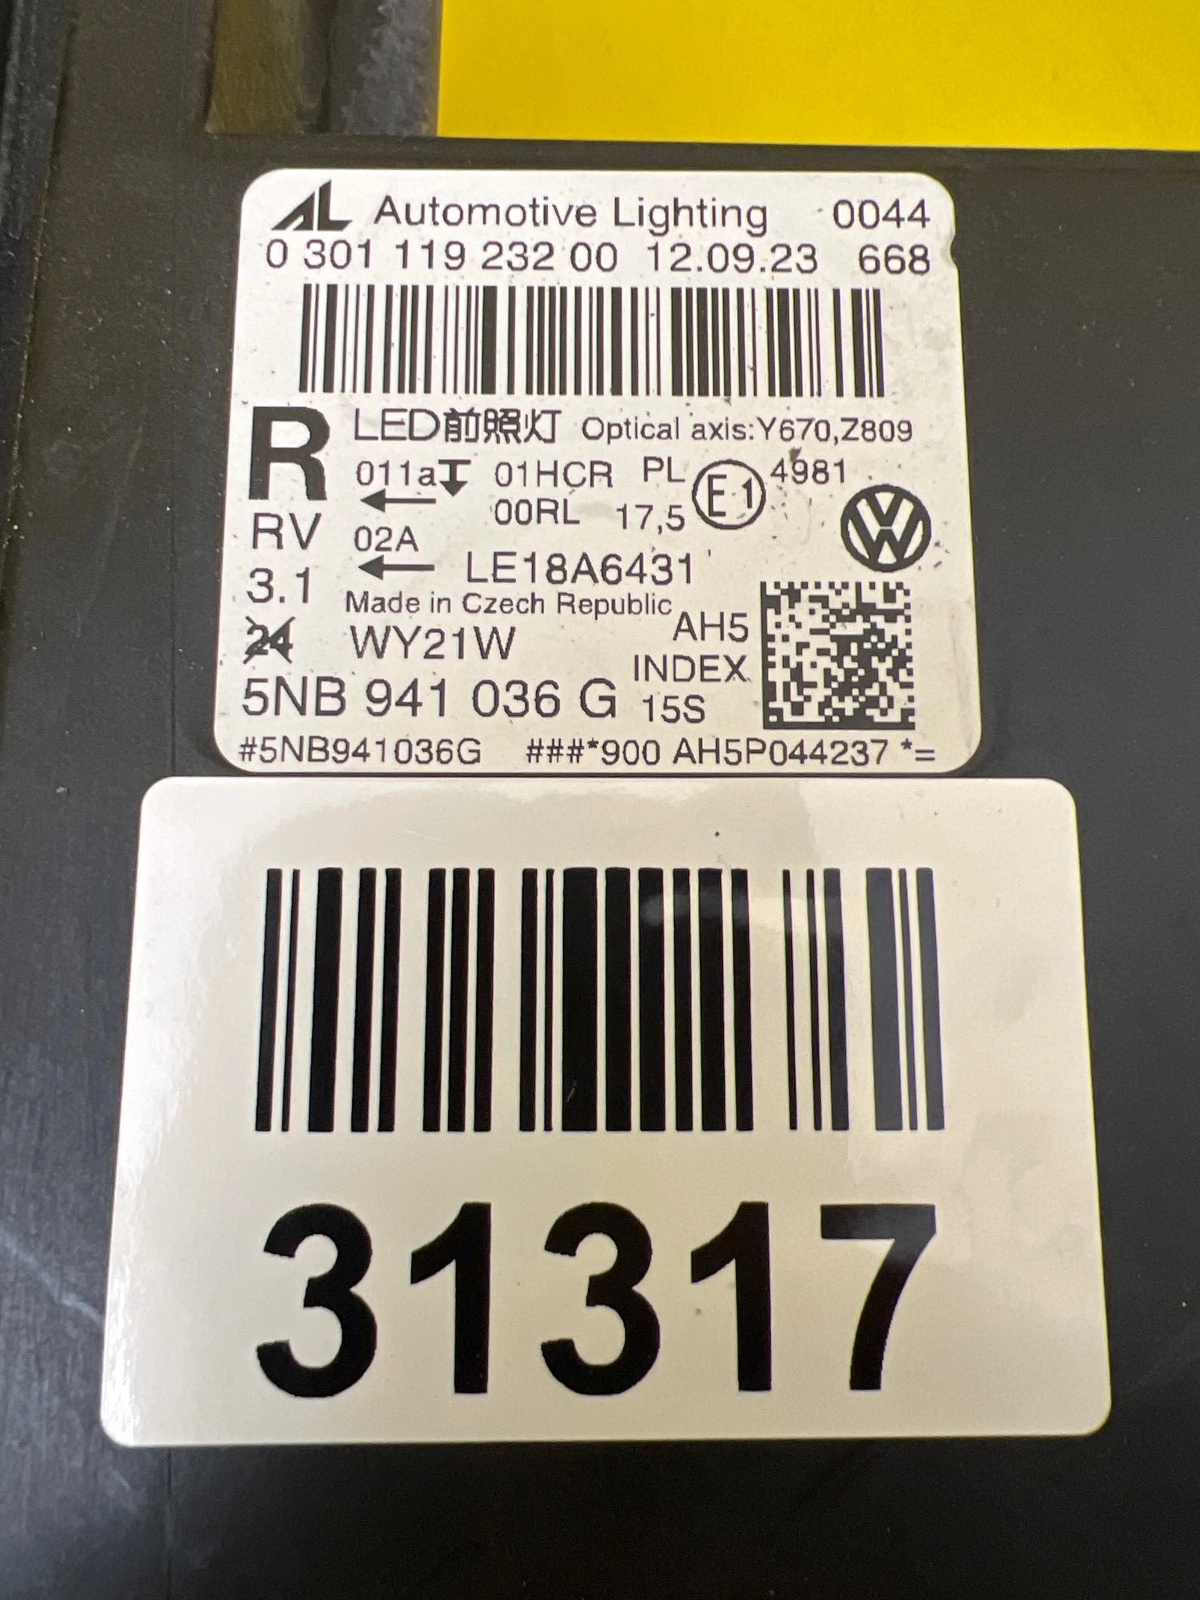 AL Automotive Lighting 0044
0 301 119 232 00 12.09.23 668
R LED前照灯 Optical axis:Y670,Z809
011a 01HCR PL E1 4981
00RL 17,5
RV 02A
3.1 LE18A6431
Made in Czech Republic
24 WY21W AH5
INDEX
5NB 941 036 G 15S
#5NB941036G ###*900 AH5P044237 *=
31317